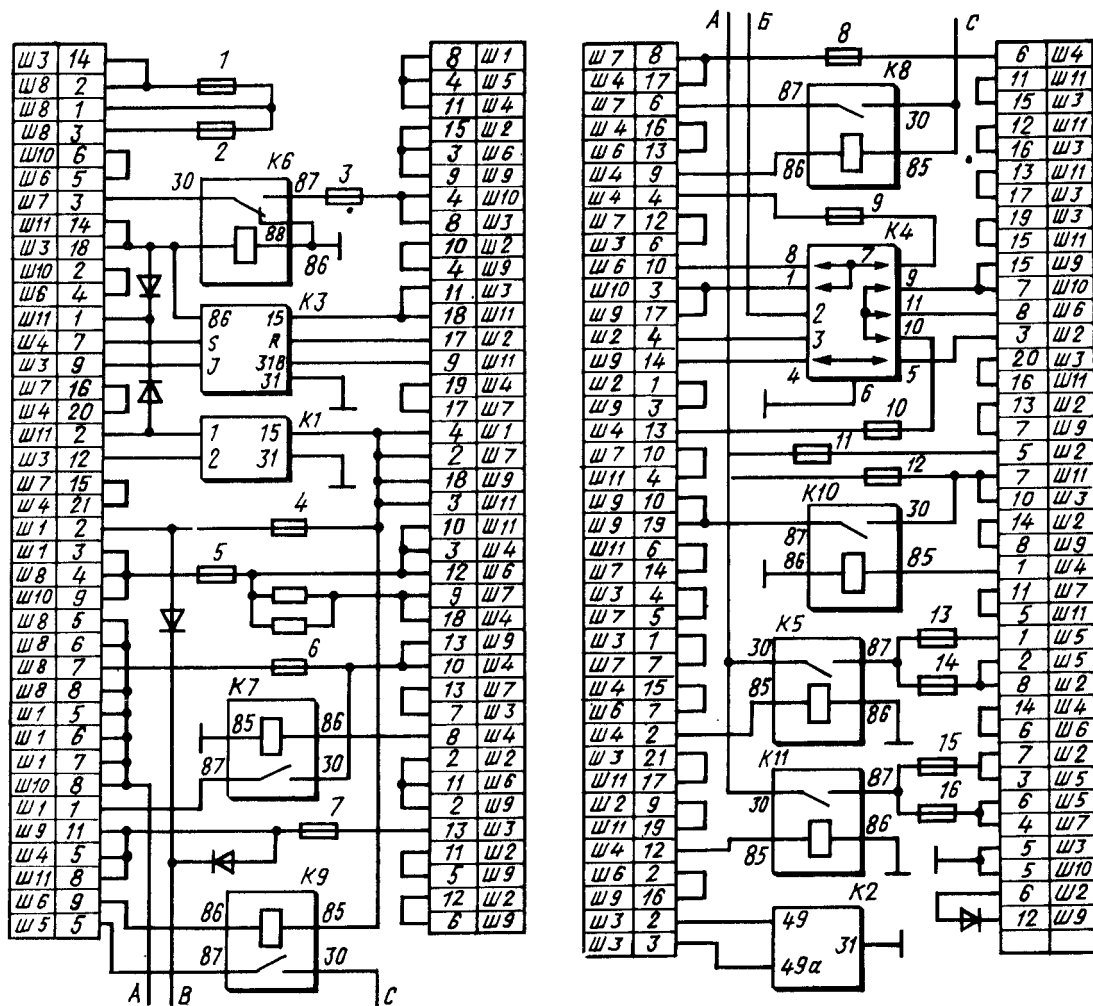 Ш3 14
Ш8 2
Ш8 1
Ш8 3
Ш10 6
Ш6 5
Ш7 3
Ш11 14
Ш3 18
Ш10 2
Ш6 4
Ш11 1
Ш4 7
Ш3 9
Ш7 16
Ш4 20
Ш11 2
Ш3 12
Ш7 15
Ш4 21
Ш1 2
Ш1 3
Ш8 4
Ш10 9
Ш8 5
Ш8 6
Ш8 7
Ш8 8
Ш1 5
Ш1 6
Ш1 7
Ш10 8
Ш1 1
Ш9 11
Ш4 5
Ш11 8
Ш6 9
Ш5 5
1
2
К6
30 87 3
88
86
К3
86 15
S R
J 31В
31
К1
1 15
2 31
4
5
6
К7
85 86
87 30
7
К9
86 85
87 30
А В С
8 Ш1
4 Ш5
11 Ш4
15 Ш2
3 Ш6
9 Ш9
4 Ш10
8 Ш3
10 Ш2
4 Ш9
11 Ш3
18 Ш11
17 Ш2
9 Ш11
19 Ш4
17 Ш7
4 Ш1
2 Ш7
18 Ш9
3 Ш11
10 Ш11
3 Ш4
12 Ш6
9 Ш7
18 Ш4
13 Ш9
10 Ш4
13 Ш7
7 Ш3
8 Ш4
2 Ш2
11 Ш6
2 Ш9
13 Ш3
11 Ш2
5 Ш9
12 Ш2
6 Ш9
Ш7 8
Ш4 17
Ш7 6
Ш4 16
Ш6 13
Ш4 9
Ш4 4
Ш7 12
Ш3 6
Ш6 10
Ш10 3
Ш9 17
Ш2 4
Ш9 14
Ш2 1
Ш9 3
Ш4 13
Ш7 10
Ш11 4
Ш9 10
Ш9 19
Ш11 6
Ш7 14
Ш3 4
Ш7 5
Ш3 1
Ш7 7
Ш4 15
Ш6 7
Ш4 2
Ш3 21
Ш11 17
Ш2 9
Ш11 19
Ш4 12
Ш6 2
Ш9 16
Ш3 2
Ш3 3
А Б С
8
К8
87 30
86 85
9
К4
8 7
1 9
2 11
3 10
4 5
6
10
11
12
К10
87 30
86 85
13
К5
30 87
14
85 86
К11
15
30 87
16
85 86
К2
49
31
49а
6 Ш4
11 Ш11
15 Ш3
12 Ш11
16 Ш3
13 Ш11
17 Ш3
19 Ш3
15 Ш11
15 Ш9
7 Ш10
8 Ш6
3 Ш2
20 Ш3
16 Ш11
13 Ш2
7 Ш9
5 Ш2
7 Ш11
10 Ш3
14 Ш2
8 Ш9
1 Ш4
11 Ш7
5 Ш11
1 Ш5
2 Ш5
8 Ш2
14 Ш4
6 Ш6
7 Ш2
3 Ш5
6 Ш5
4 Ш7
5 Ш3
5 Ш10
6 Ш2
12 Ш9